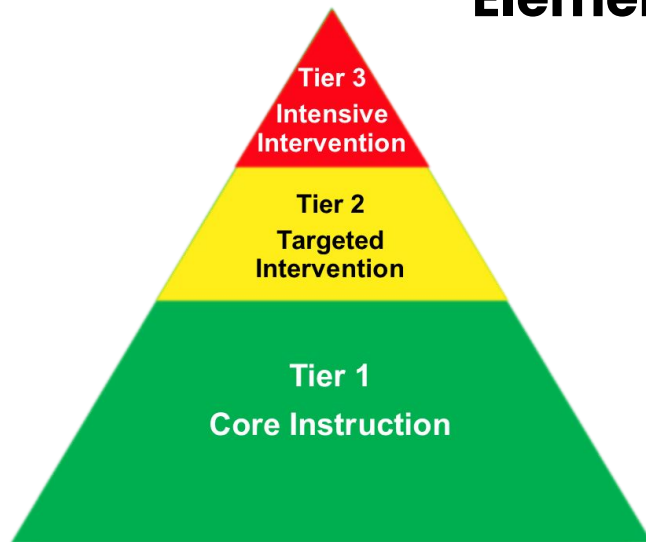 Tier 3
Intensive
Intervention
Tier 2
Targeted
Intervention
Tier 1
Core Instruction